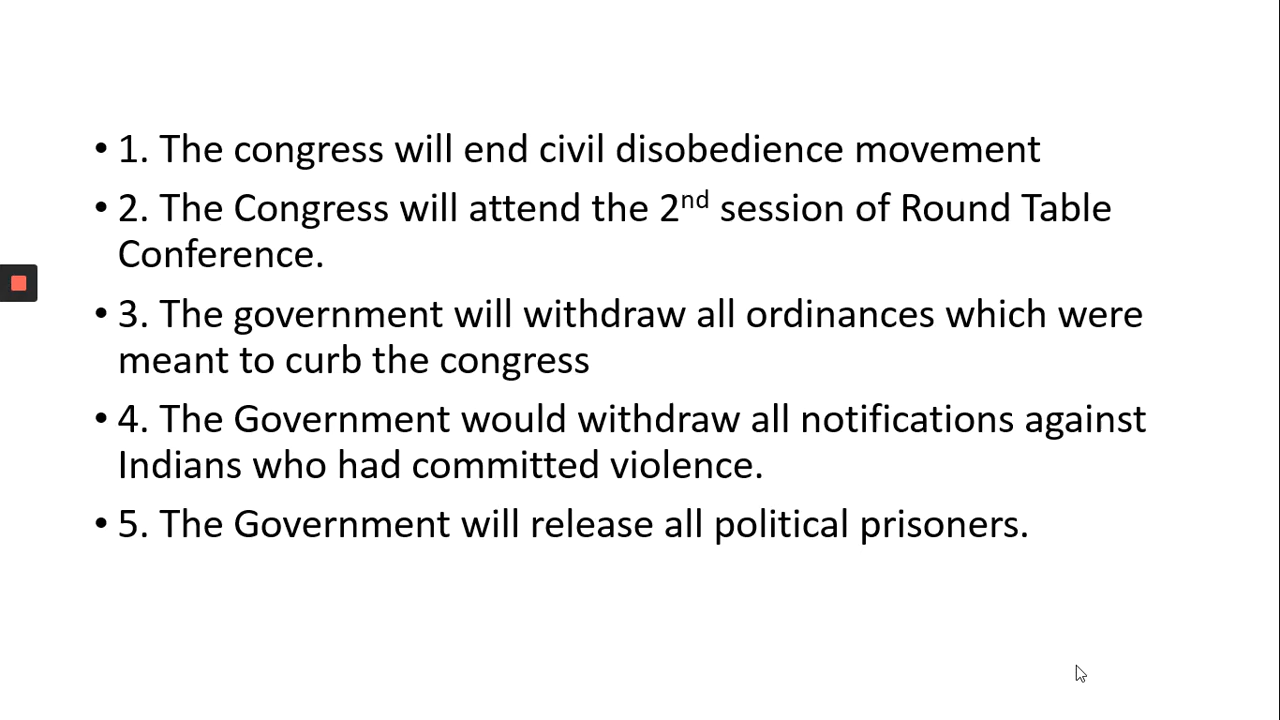 • 1. The congress will end civil disobedience movement
• 2. The Congress will attend the 2nd session of Round Table
Conference.
• 3. The government will withdraw all ordinances which were
meant to curb the congress
• 4. The Government would withdraw all notifications against
Indians who had committed violence.
• 5. The Government will release all political prisoners.